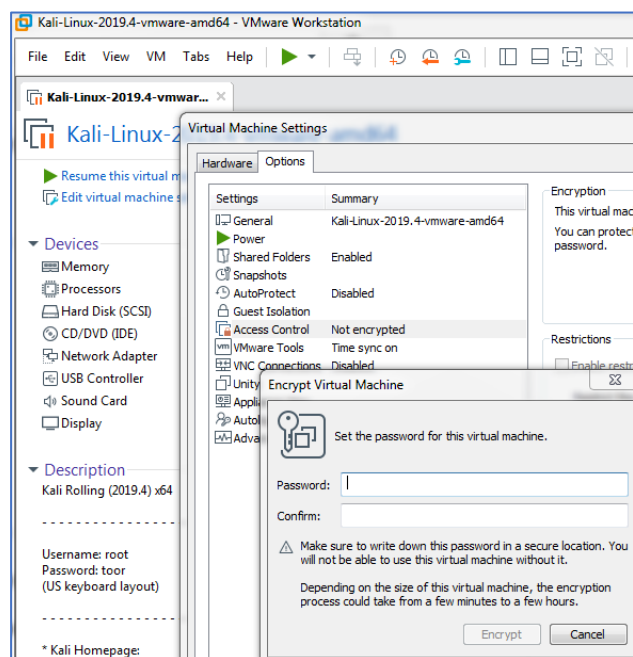 Kali-Linux-2019.4-vmware-amd64 - VMware Workstation
File Edit View VM Tabs Help
Kali-Linux-2019.4-vmwar... ×
Kali-Linux-2
Resume this virtual m
Edit virtual machine s
Devices
Memory
Processors
Hard Disk (SCSI)
CD/DVD (IDE)
Network Adapter
USB Controller
Sound Card
Display
Description
Kali Rolling (2019.4) x64
- - - - - - - - - - - - - - - - -
Username: root
Password: toor
(US keyboard layout)
- - - - - - - - - - - - - - - - -
* Kali Homepage:
Virtual Machine Settings
Hardware Options
Settings Summary
General Kali-Linux-2019.4-vmware-amd64
Power
Shared Folders Enabled
Snapshots
AutoProtect Disabled
Guest Isolation
Access Control Not encrypted
vm VMware Tools Time sync on
VNC Connections Disabled
Unity
Appli
Autol
Adva
Encryption
This virtual mac
You can protect
password.
Restrictions
Enable restr
Encrypt Virtual Machine
Set the password for this virtual machine.
Password:
Confirm:
Make sure to write down this password in a secure location. You
will not be able to use this virtual machine without it.
Depending on the size of this virtual machine, the encryption
process could take from a few minutes to a few hours.
Encrypt Cancel